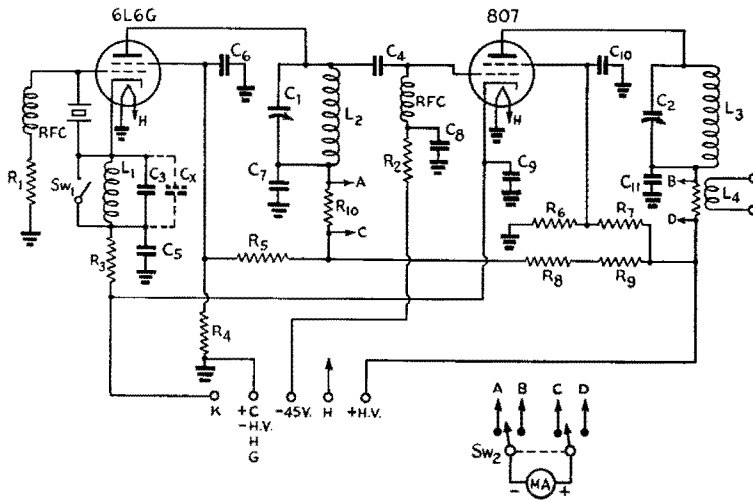 6L6G
807
C6
C4
C10
H
C1
L2
RFC
H
C2
L3
RFC
L1
C3
Cx
C8
R1
Sw1
C7
A
R2
C9
C11
B
L4
R10
R6
R7
R3
C5
C
D
R5
R8
R9
R4
K
+C
-H.V.
H
G
-45V.
H
+H.V.
A B C D
Sw2
- MA +